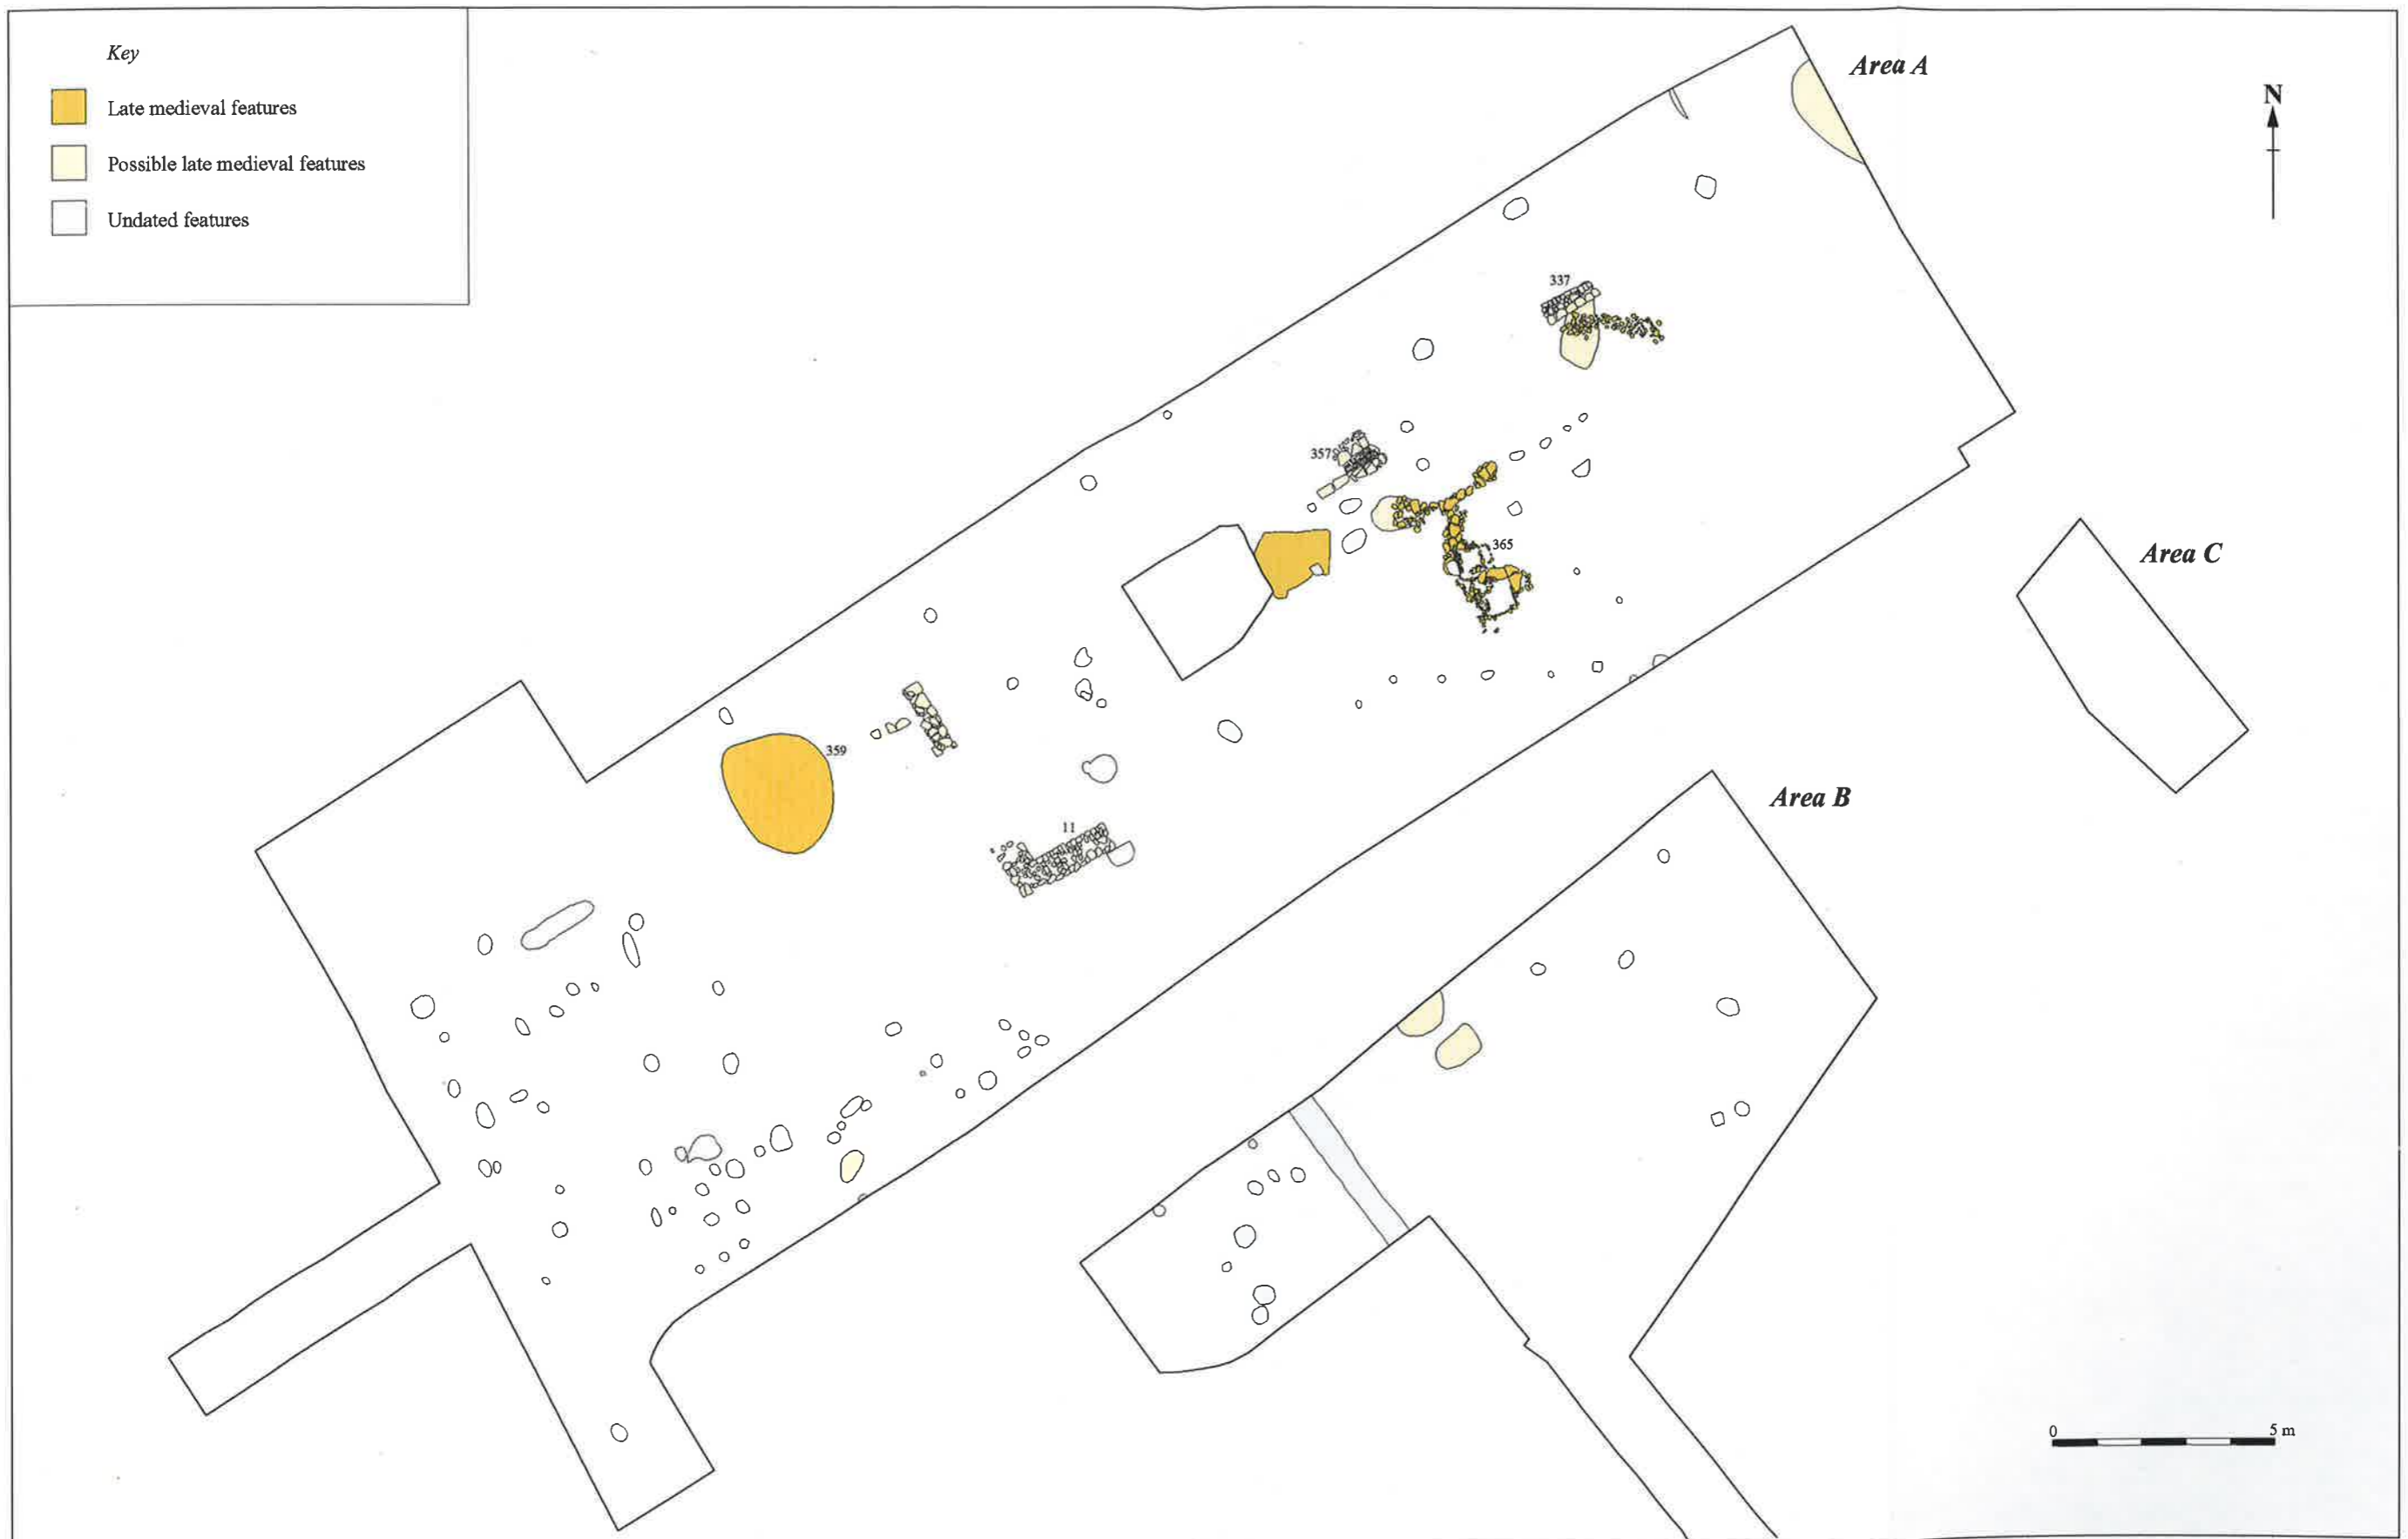 Key
Late medieval features
Possible late medieval features
Undated features
Area A
N
337
357
365
Area C
359
Area B
11
0 5 m